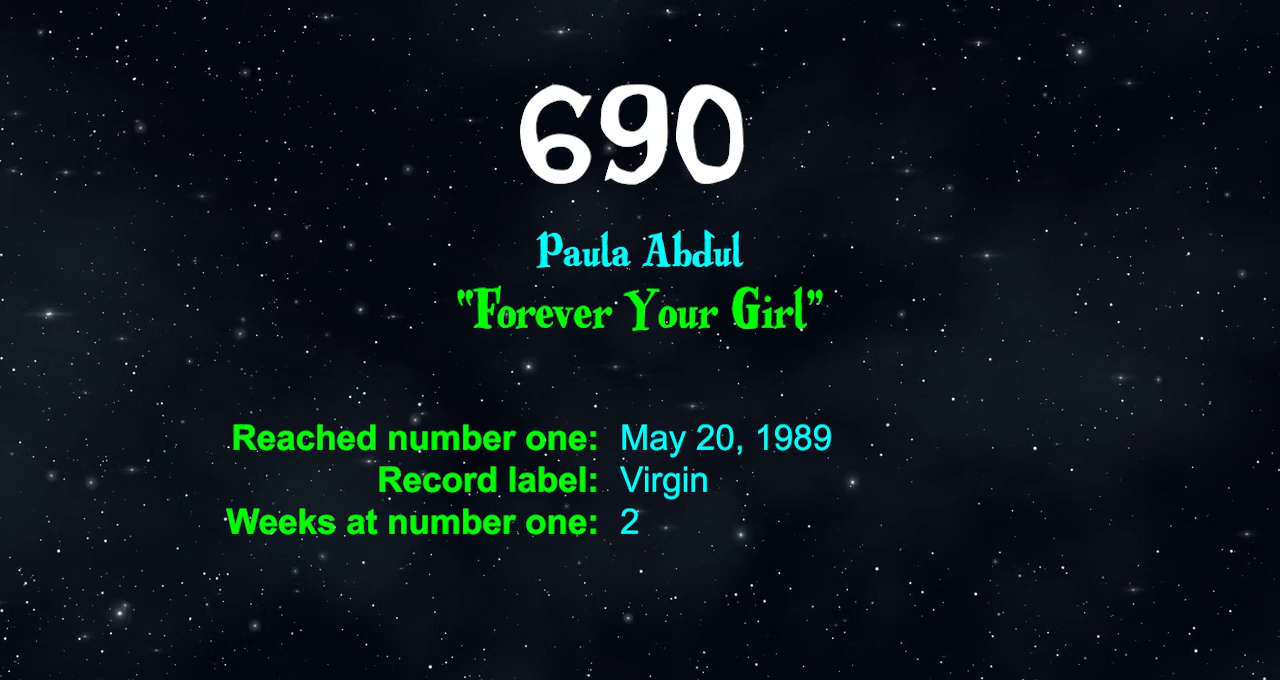 690
Paula Abdul
"Forever Your Girl"
Reached number one: May 20, 1989
Record label: Virgin
Weeks at number one: 2